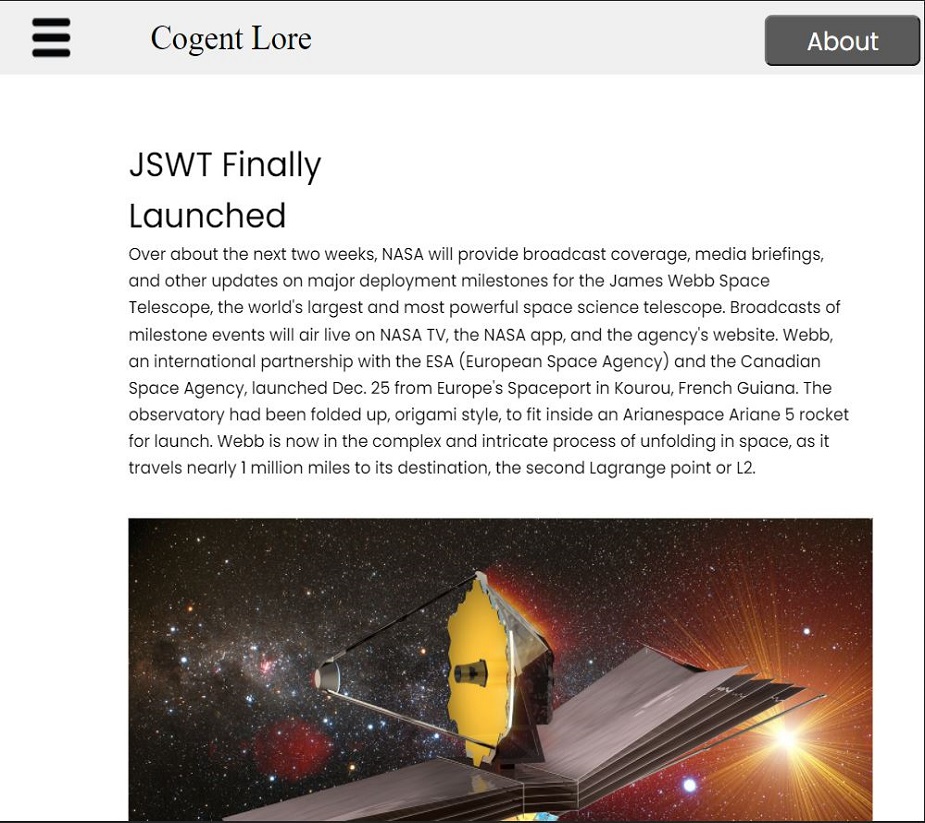 Cogent Lore
About
JSWT Finally
Launched
Over about the next two weeks, NASA will provide broadcast coverage, media briefings,
and other updates on major deployment milestones for the James Webb Space
Telescope, the world's largest and most powerful space science telescope. Broadcasts of
milestone events will air live on NASA TV, the NASA app, and the agency's website. Webb,
an international partnership with the ESA (European Space Agency) and the Canadian
Space Agency, launched Dec. 25 from Europe's Spaceport in Kourou, French Guiana. The
observatory had been folded up, origami style, to fit inside an Arianespace Ariane 5 rocket
for launch. Webb is now in the complex and intricate process of unfolding in space, as it
travels nearly 1 million miles to its destination, the second Lagrange point or L2.